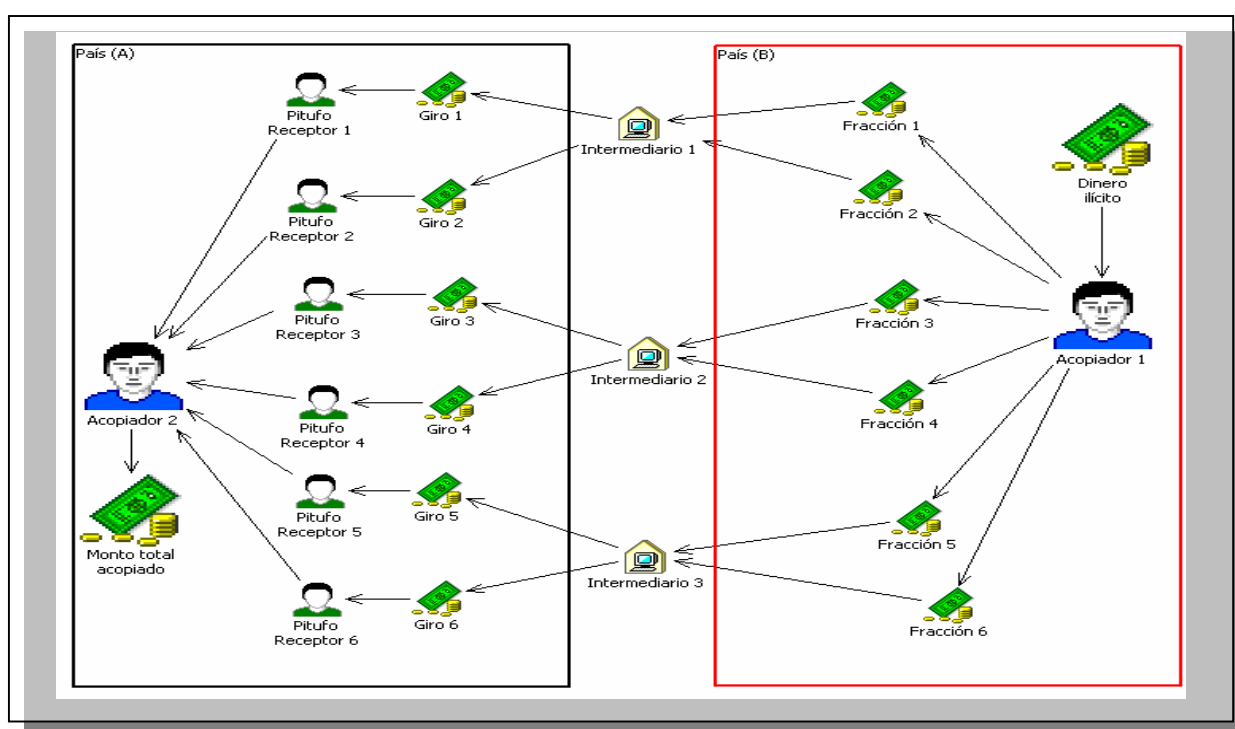 País (A)
País (B)
Pitufo
Receptor 1
Giro 1
Intermediario 1
Fracción 1
Dinero
ilícito
Pitufo
Receptor 2
Giro 2
Fracción 2
Pitufo
Receptor 3
Giro 3
Fracción 3
Acopiador 1
Intermediario 2
Acopiador 2
Pitufo
Receptor 4
Giro 4
Fracción 4
Pitufo
Receptor 5
Giro 5
Fracción 5
Monto total
acopiado
Intermediario 3
Pitufo
Receptor 6
Giro 6
Fracción 6